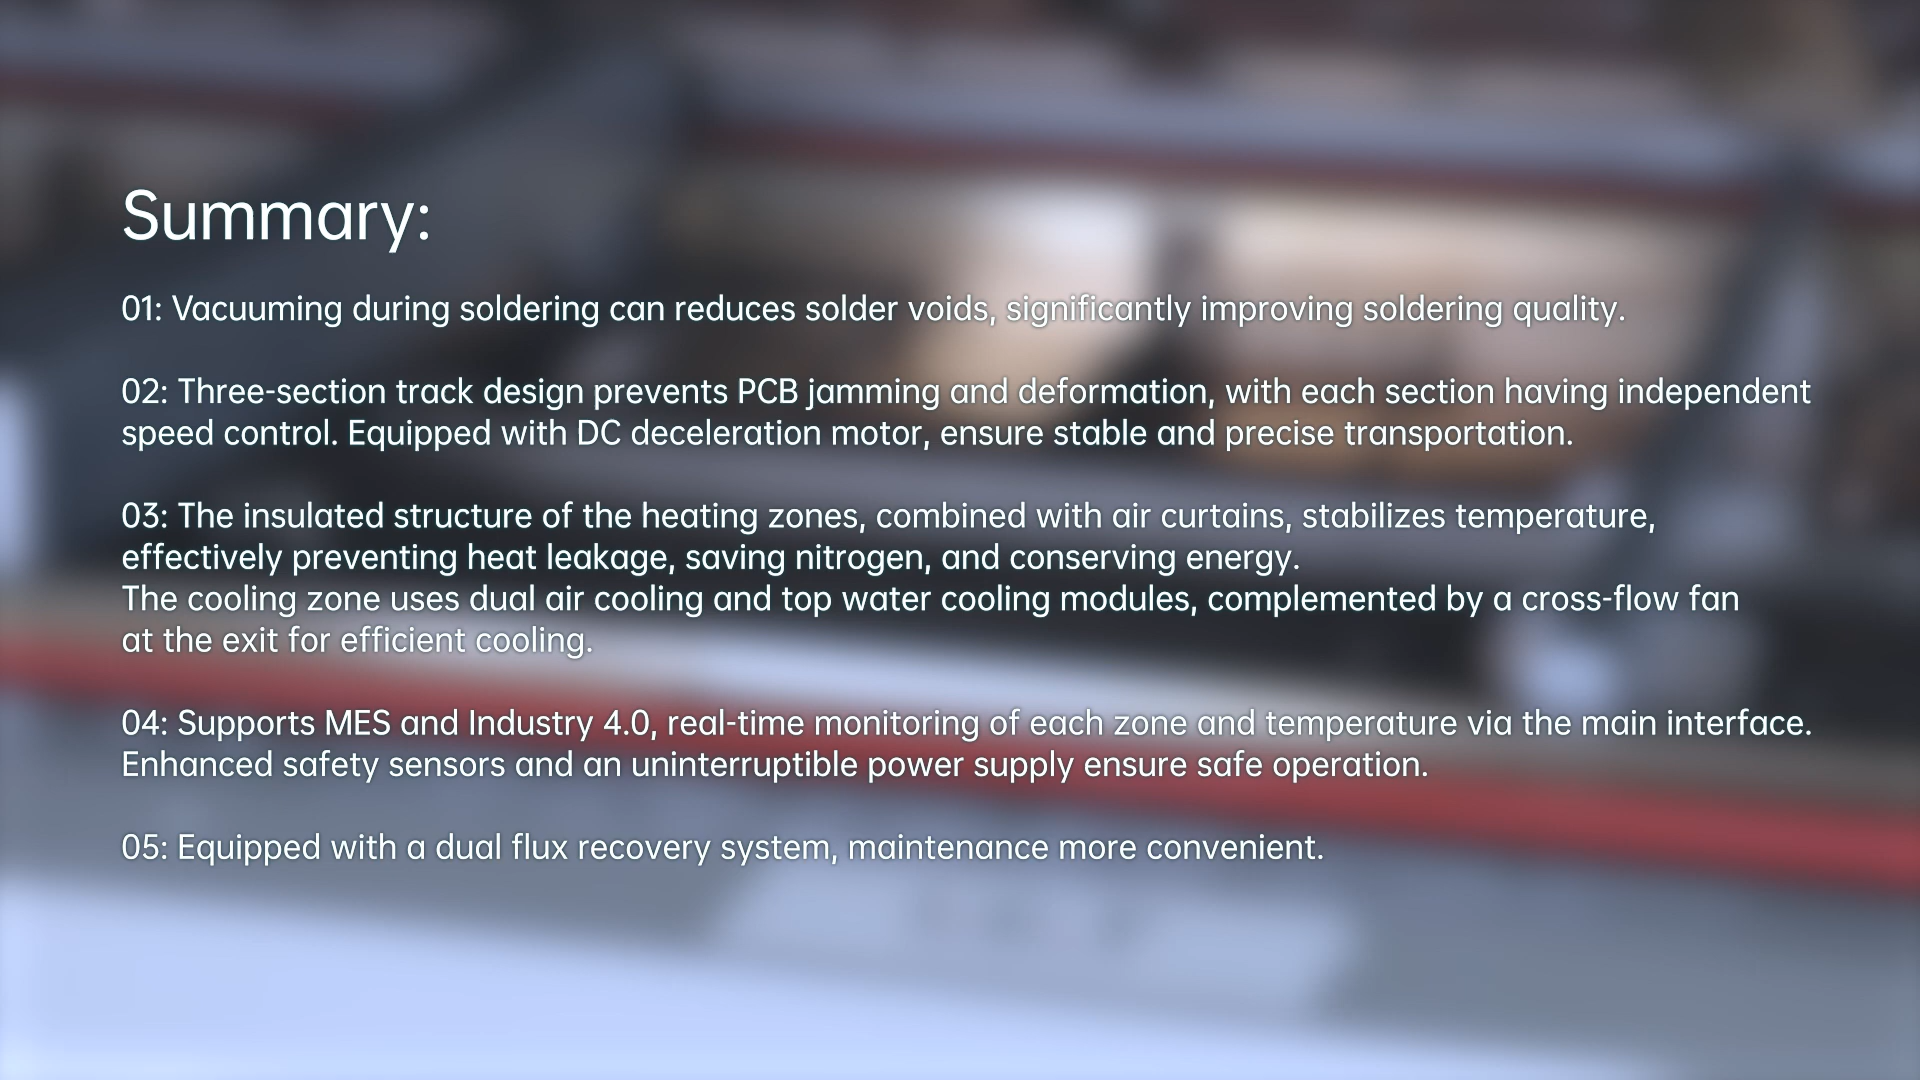 Summary:
01: Vacuuming during soldering can reduces solder voids, significantly improving soldering quality.
02: Three-section track design prevents PCB jamming and deformation, with each section having independent
speed control. Equipped with DC deceleration motor, ensure stable and precise transportation.
03: The insulated structure of the heating zones, combined with air curtains, stabilizes temperature,
effectively preventing heat leakage, saving nitrogen, and conserving energy.
The cooling zone uses dual air cooling and top water cooling modules, complemented by a cross-flow fan
at the exit for efficient cooling.
04: Supports MES and Industry 4.0, real-time monitoring of each zone and temperature via the main interface.
Enhanced safety sensors and an uninterruptible power supply ensure safe operation.
05: Equipped with a dual flux recovery system, maintenance more convenient.